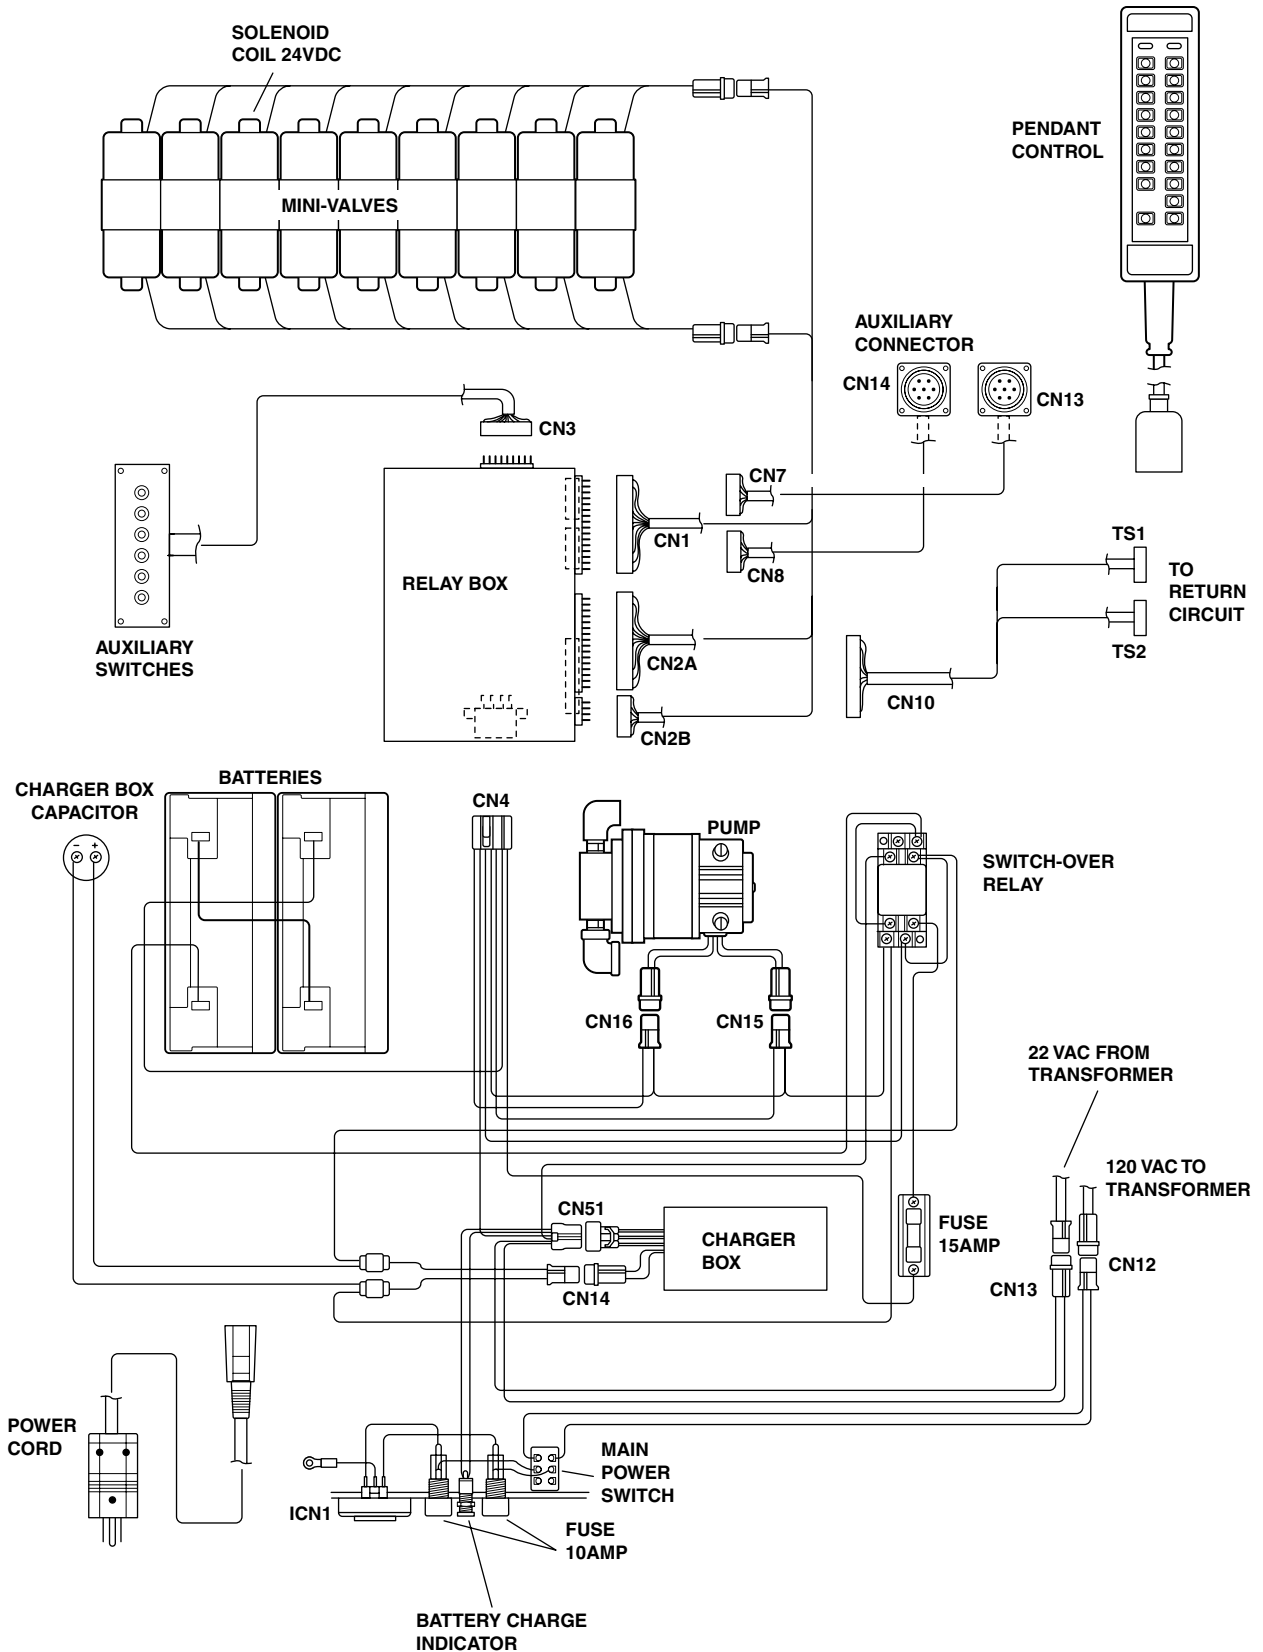 SOLENOID
COIL 24VDC
PENDANT
CONTROL
MINI-VALVES
AUXILIARY
CONNECTOR
CN14
CN13
CN3
CN7
CN1
CN8
TS1
TO
RETURN
CIRCUIT
TS2
RELAY BOX
AUXILIARY
SWITCHES
CN2A
CN10
CN2B
BATTERIES
CHARGER BOX
CAPACITOR
- +
CN4
PUMP
SWITCH-OVER
RELAY
CN16
CN15
22 VAC FROM
TRANSFORMER
120 VAC TO
TRANSFORMER
CN51
CHARGER
BOX
FUSE
15AMP
CN14
CN13
CN12
POWER
CORD
MAIN
POWER
SWITCH
ICN1
FUSE
10AMP
BATTERY CHARGE
INDICATOR